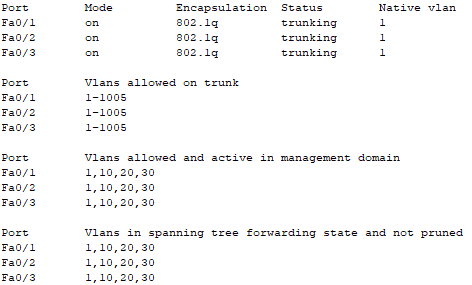 Port Mode Encapsulation Status Native vlan
Fa0/1 on 802.1q trunking 1
Fa0/2 on 802.1q trunking 1
Fa0/3 on 802.1q trunking 1
Port Vlans allowed on trunk
Fa0/1 1-1005
Fa0/2 1-1005
Fa0/3 1-1005
Port Vlans allowed and active in management domain
Fa0/1 1,10,20,30
Fa0/2 1,10,20,30
Fa0/3 1,10,20,30
Port Vlans in spanning tree forwarding state and not pruned
Fa0/1 1,10,20,30
Fa0/2 1,10,20,30
Fa0/3 1,10,20,30